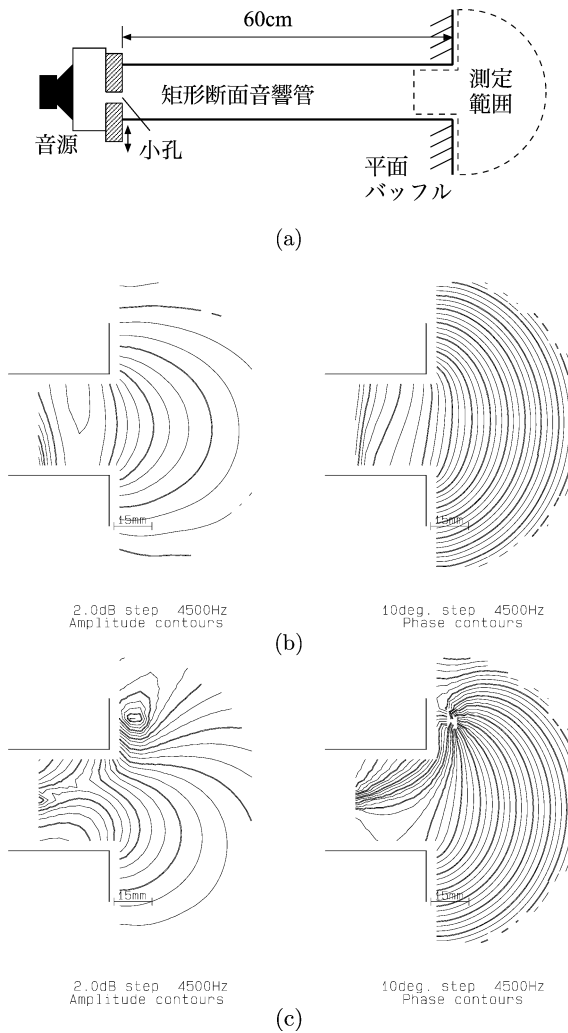 60cm
矩形断面音響管
測定
範囲
音源
小孔
平面
バッフル
(a)
15mm
15mm
2.0dB step 4500Hz
Amplitude contours
10deg. step 4500Hz
Phase contours
(b)
15mm
15mm
2.0dB step 4500Hz
Amplitude contours
10deg. step 4500Hz
Phase contours
(c)